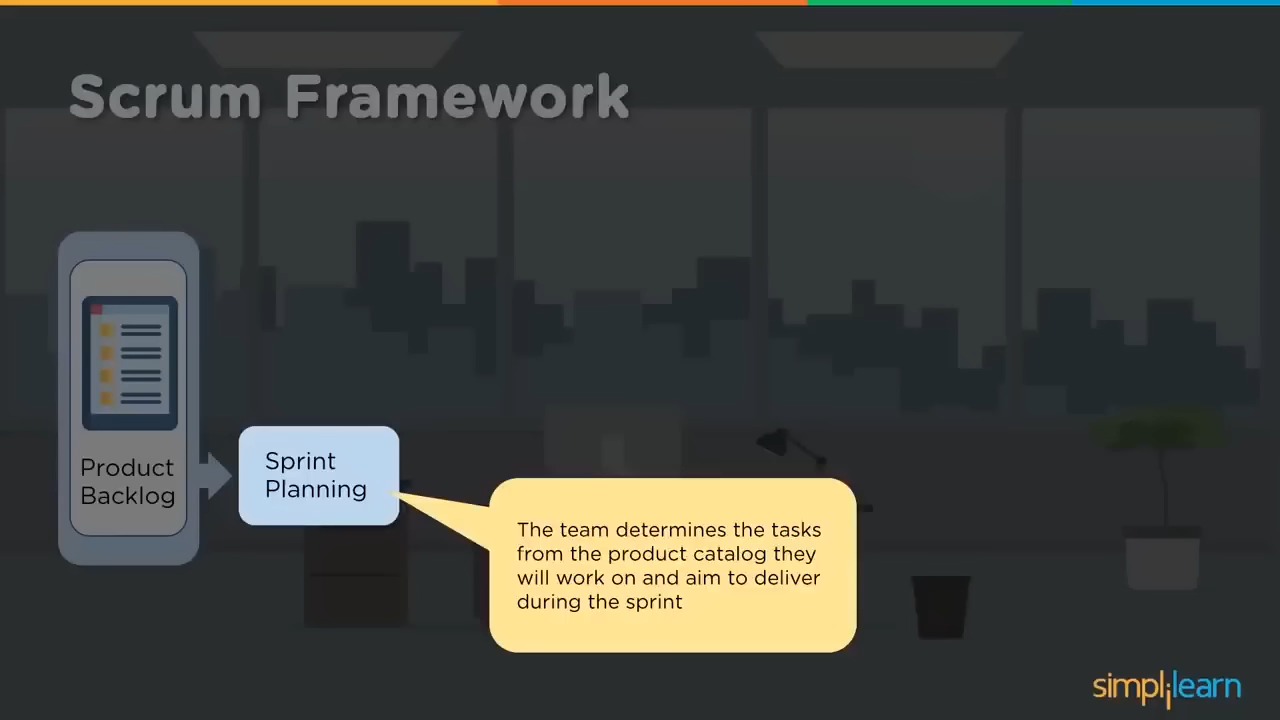 Scrum Framework
Product
Backlog
Sprint
Planning
The team determines the tasks
from the product catalog they
will work on and aim to deliver
during the sprint
simplilearn